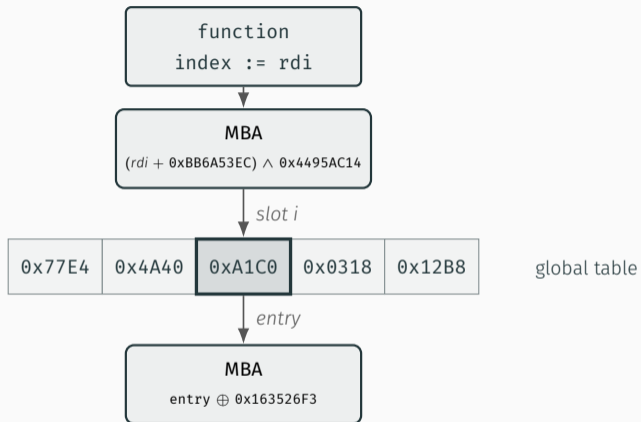 function
index := rdi
MBA
(rdi + 0xBB6A53EC) ∧ 0x4495AC14
slot i
0x77E4 0x4A40 0xA1C0 0x0318 0x12B8 global table
entry
MBA
entry ⊕ 0x163526F3